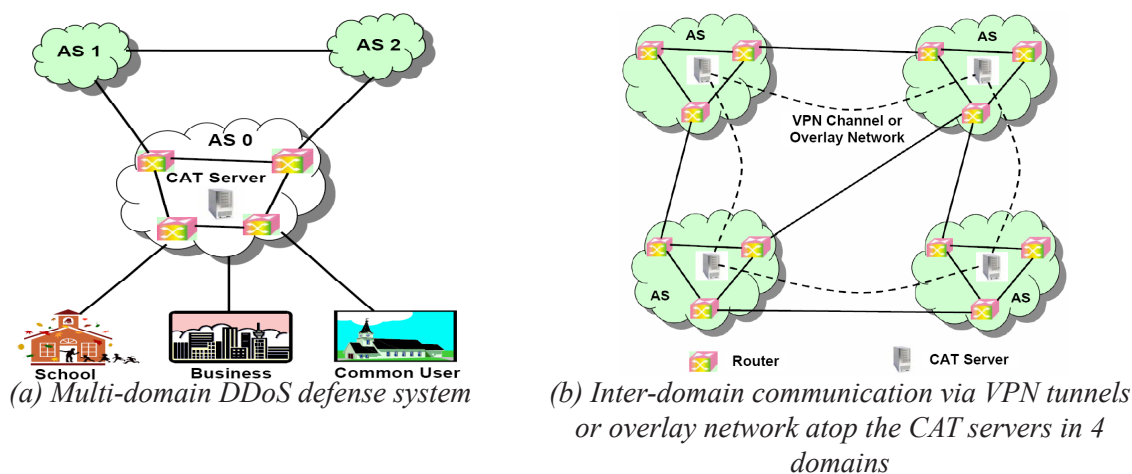 AS 1
AS 2
AS 0
CAT Server
School
Business
Common User
(a) Multi-domain DDoS defense system
AS
AS
VPN Channel or
Overlay Network
AS
AS
Router
CAT Server
(b) Inter-domain communication via VPN tunnels
or overlay network atop the CAT servers in 4
domains